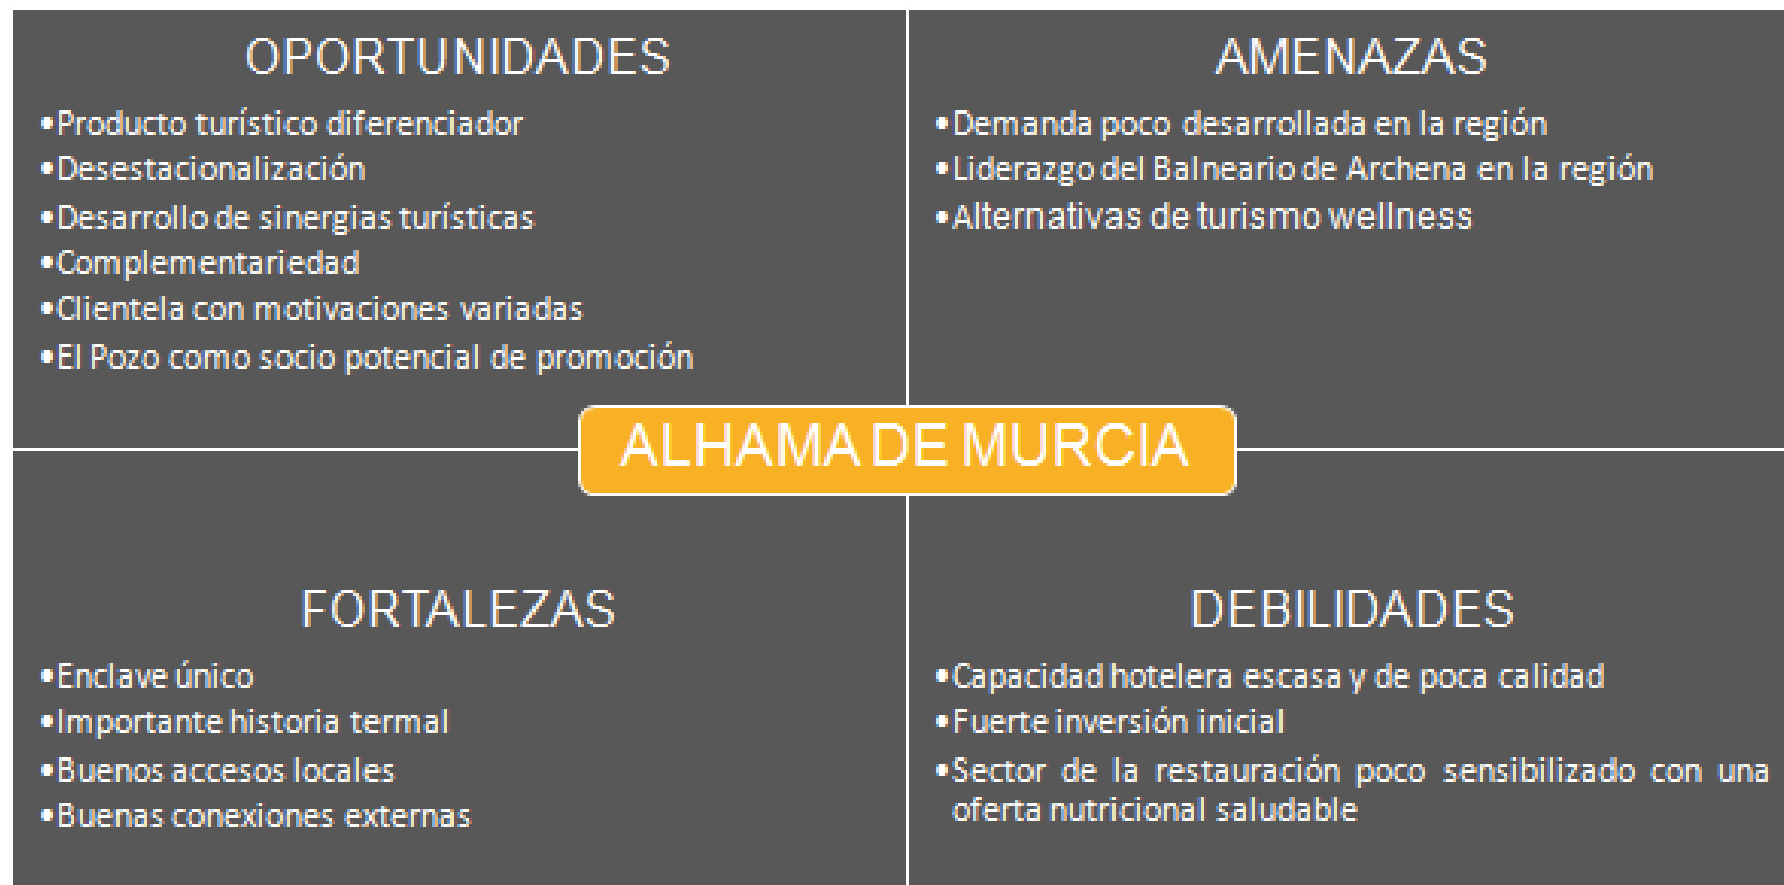 OPORTUNIDADES
•Producto turístico diferenciador
•Desestacionalización
•Desarrollo de sinergias turísticas
•Complementariedad
•Clientela con motivaciones variadas
•El Pozo como socio potencial de promoción
AMENAZAS
•Demanda poco desarrollada en la región
•Liderazgo del Balneario de Archena en la región
•Alternativas de turismo wellness
ALHAMA DE MURCIA
FORTALEZAS
•Enclave único
•Importante historia termal
•Buenos accesos locales
•Buenas conexiones externas
DEBILIDADES
•Capacidad hotelera escasa y de poca calidad
•Fuerte inversión inicial
•Sector de la restauración poco sensibilizado con una
oferta nutricional saludable